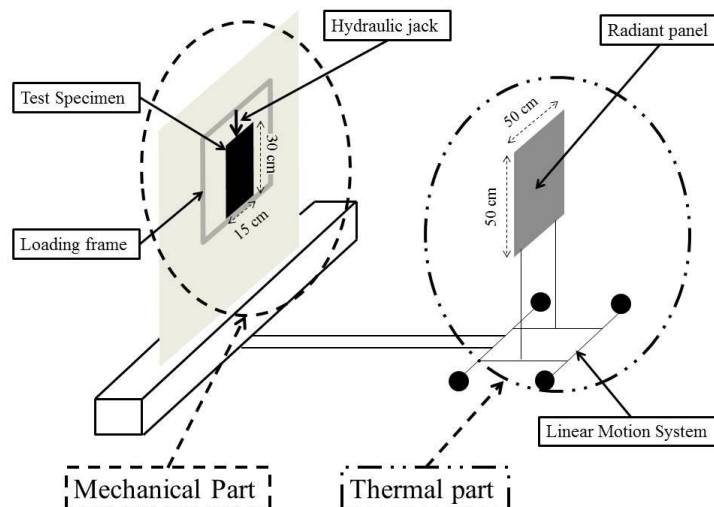 Hydraulic jack
Radiant panel
Test Specimen
50 cm
30 cm
50 cm
15 cm
Loading frame
Linear Motion System
Mechanical Part
Thermal part